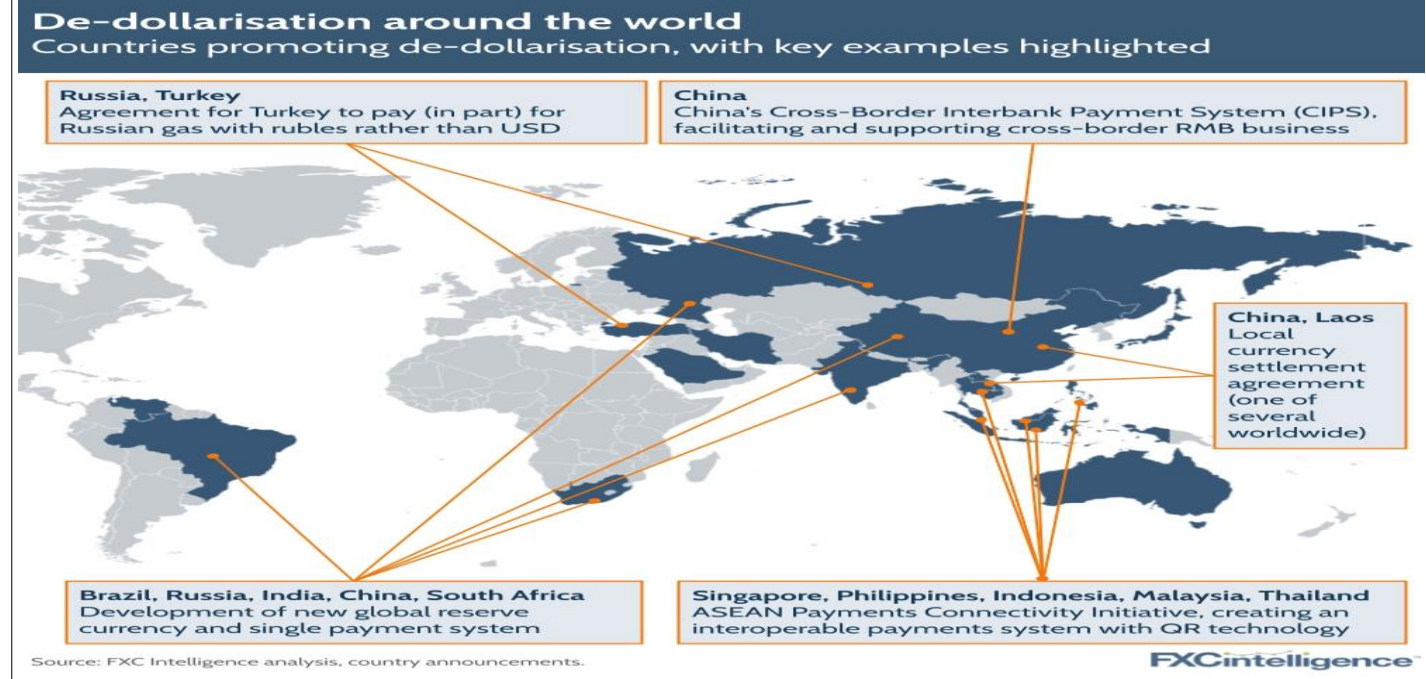 De-dollarisation around the world
Countries promoting de-dollarisation, with key examples highlighted
Russia, Turkey
Agreement for Turkey to pay (in part) for
Russian gas with rubles rather than USD
China
China's Cross-Border Interbank Payment System (CIPS),
facilitating and supporting cross-border RMB business
China, Laos
Local
currency
settlement
agreement
(one of
several
worldwide)
Brazil, Russia, India, China, South Africa
Development of new global reserve
currency and single payment system
Singapore, Philippines, Indonesia, Malaysia, Thailand
ASEAN Payments Connectivity Initiative, creating an
interoperable payments system with QR technology
Source: FXC Intelligence analysis, country announcements.
FXCintelligence